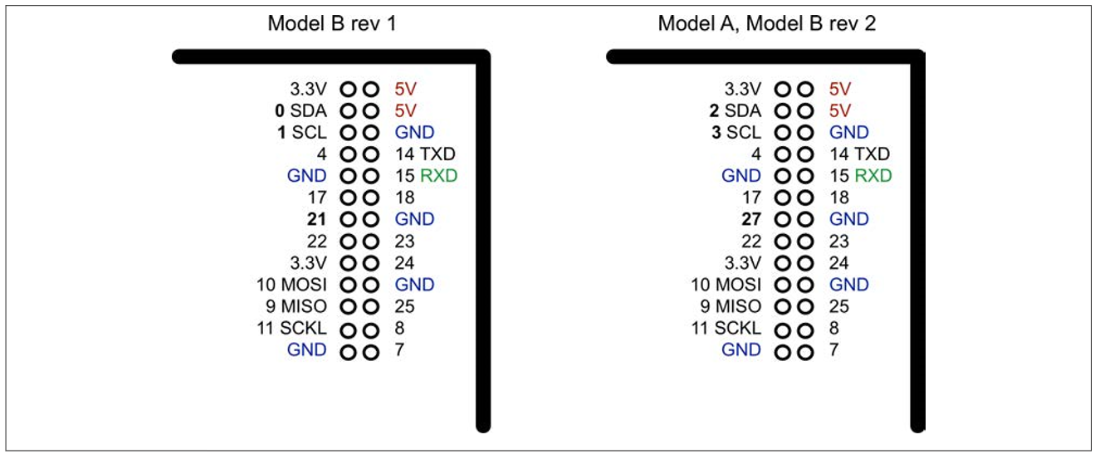 Model B rev 1
3.3V 5V
0 SDA 5V
1 SCL GND
4 14 TXD
GND 15 RXD
17 18
21 GND
22 23
3.3V 24
10 MOSI GND
9 MISO 25
11 SCKL 8
GND 7
Model A, Model B rev 2
3.3V 5V
2 SDA 5V
3 SCL GND
4 14 TXD
GND 15 RXD
17 18
27 GND
22 23
3.3V 24
10 MOSI GND
9 MISO 25
11 SCKL 8
GND 7